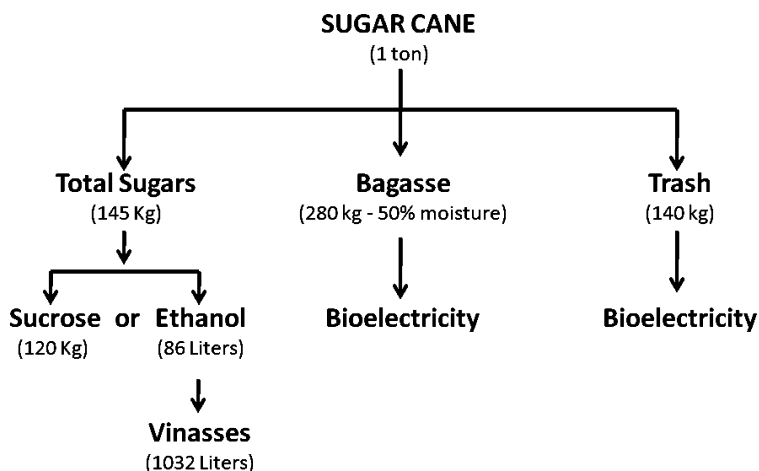 SUGAR CANE
(1 ton)
Total Sugars
(145 Kg)
Bagasse
(280 kg - 50% moisture)
Trash
(140 kg)
Sucrose or Ethanol
(120 Kg) (86 Liters)
Bioelectricity
Bioelectricity
Vinasses
(1032 Liters)